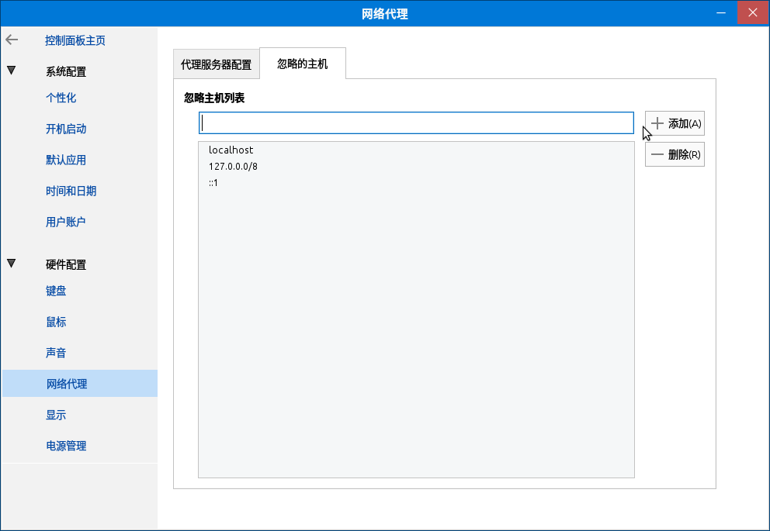 网络代理
控制面板主页
系统配置
个性化
开机启动
默认应用
时间和日期
用户账户
硬件配置
键盘
鼠标
声音
网络代理
显示
电源管理
代理服务器配置
忽略的主机
忽略主机列表
添加(A)
删除(R)
localhost
127.0.0.0/8
::1